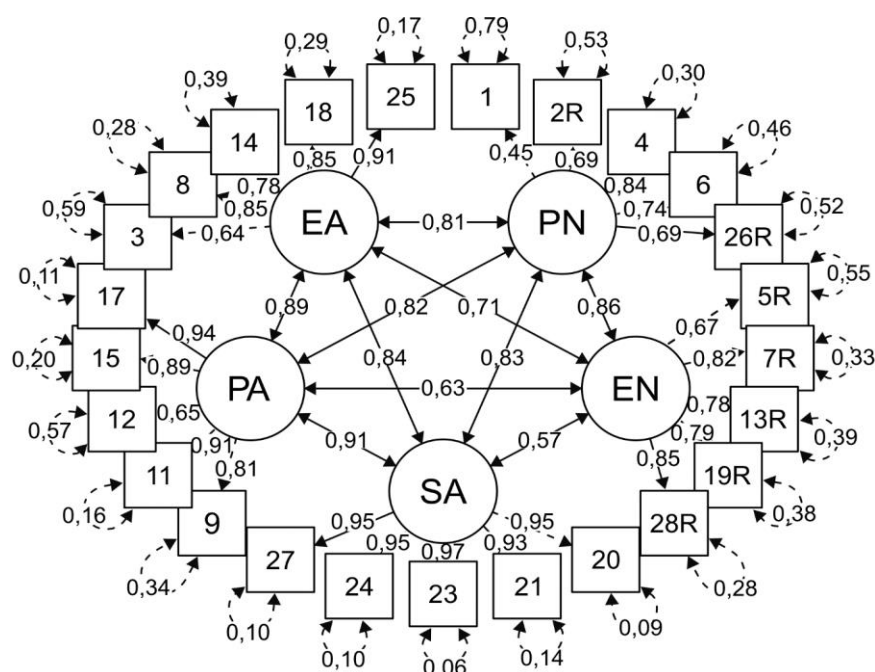 0,17 0,79
0,29 0,53
0,39 25 1 0,30
18 2R
0,28 14 4 0,46
0,85 0,91 0,45 0,69
8 0,78 0,84 6
0,59 0,85 0,74 0,52
3 0,64 EA 0,81 PN 0,69 26R
0,11 17 0,89 0,82 0,71 0,86 5R 0,55
0,94 0,67
0,20 15 0,89 0,84 0,83 0,82 7R 0,33
PA 0,63 EN
12 0,65 0,78 13R
0,57 0,91 0,91 0,57 0,79 0,39
11 0,81 0,85 19R
0,16 SA 0,38
9 28R
0,34 0,95 0,95 0,28
27 0,95 0,97 0,93 20
24 23 21
0,10 0,09
0,10 0,06 0,14